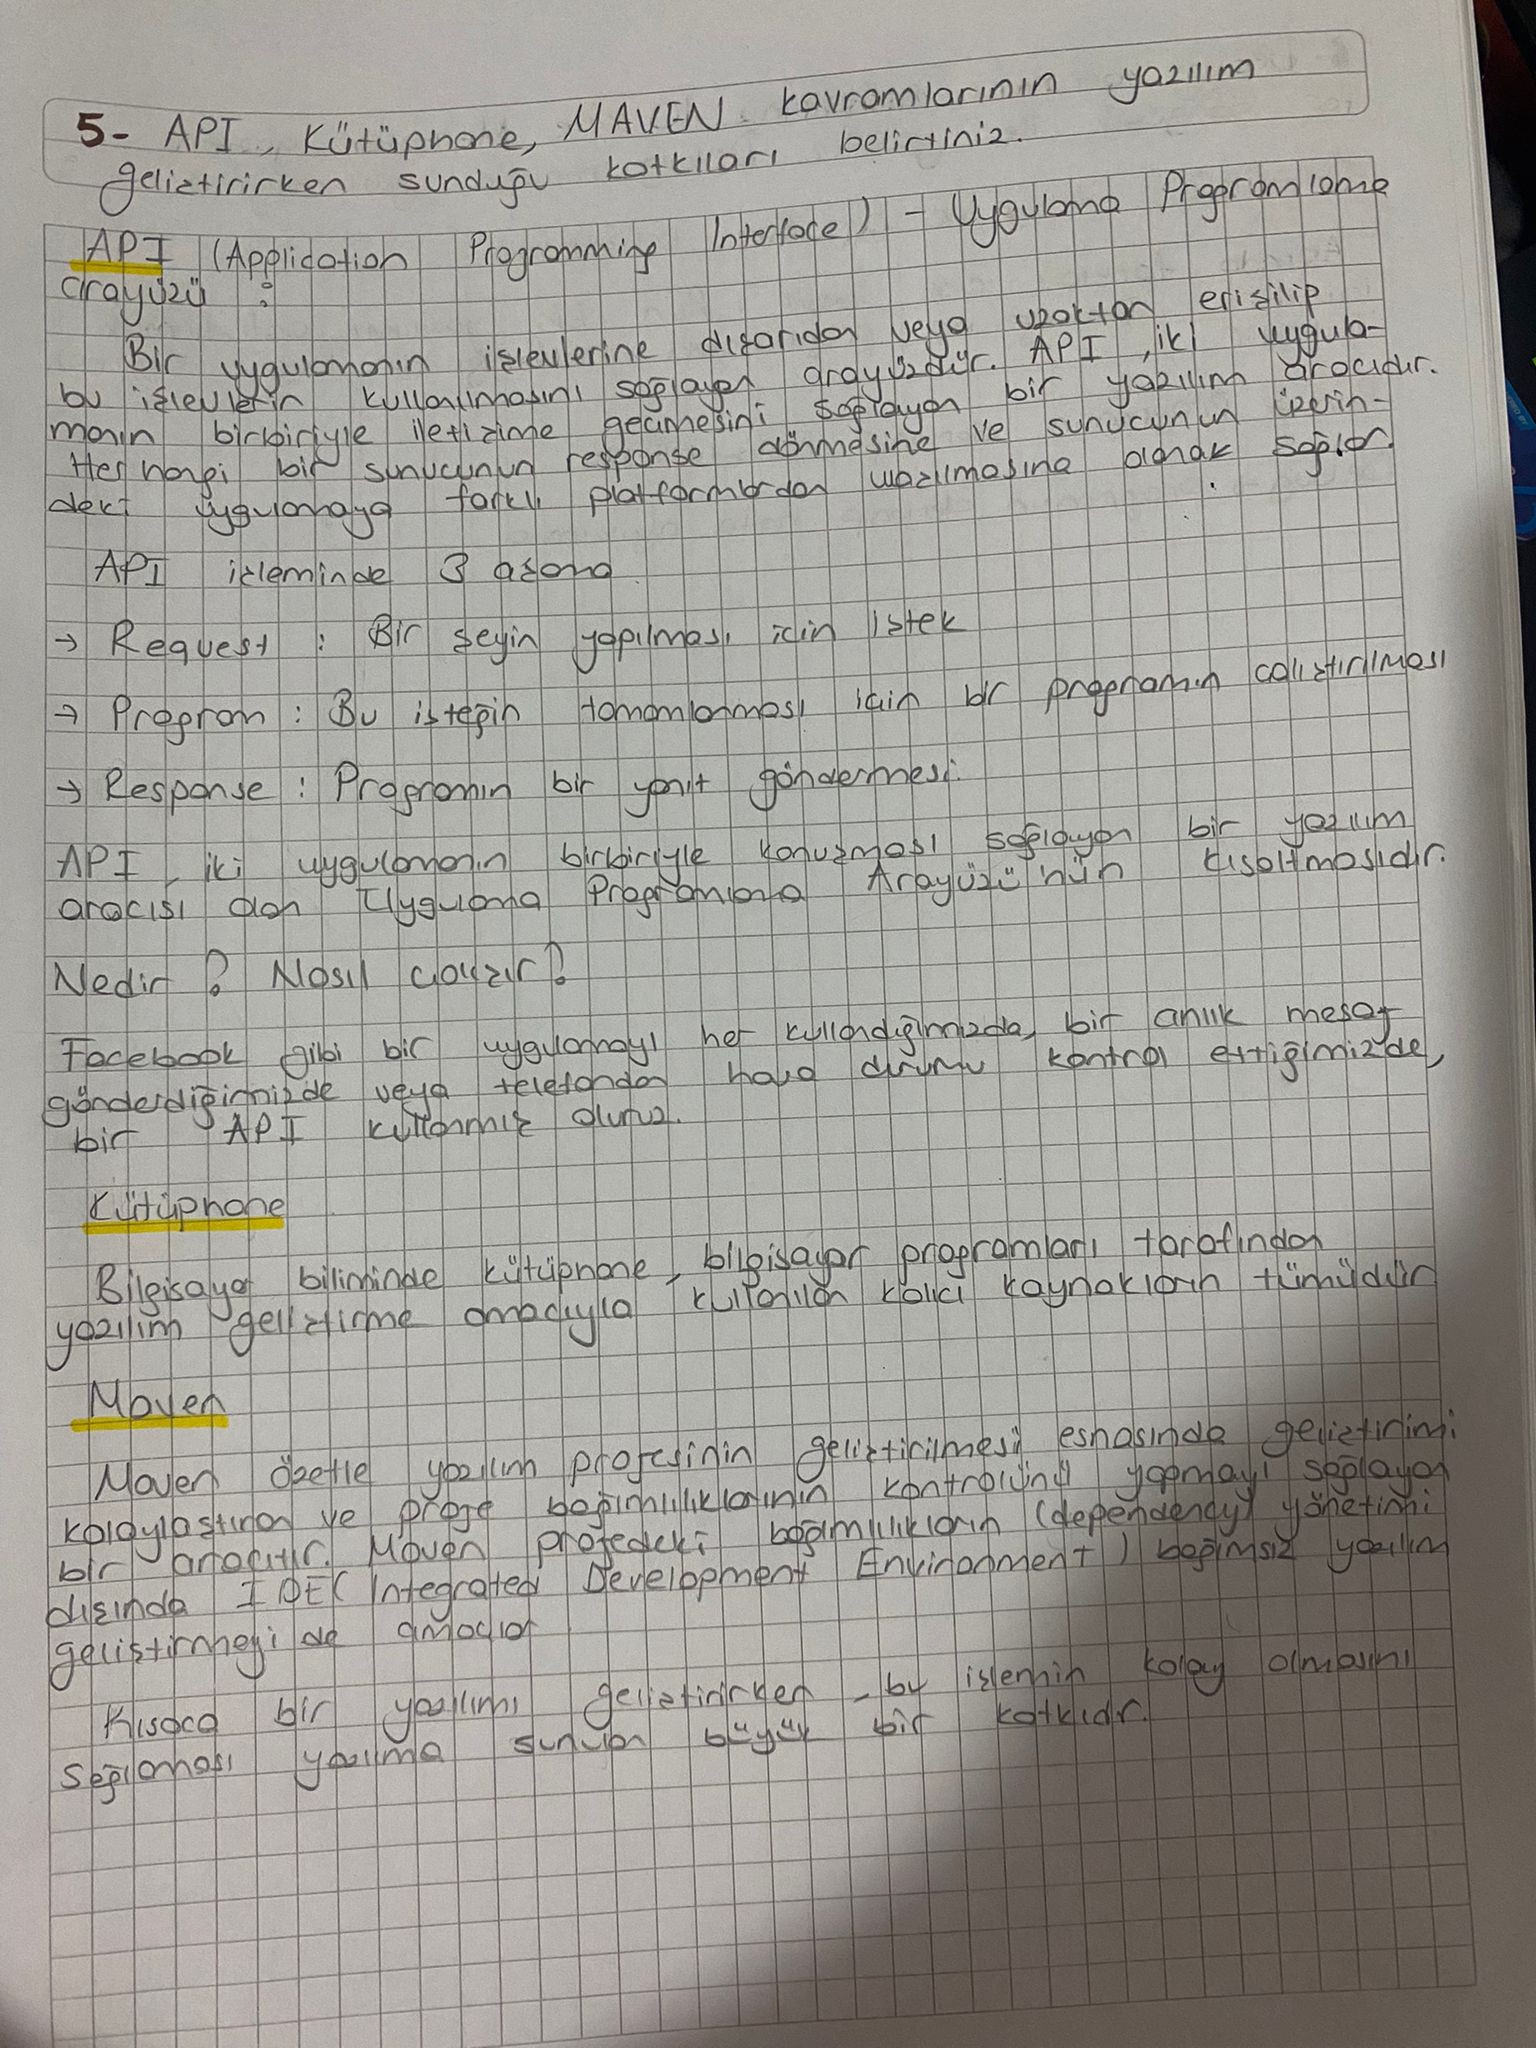 5- API, Kütüphane, MAVEN kavramlarının yazılım
geliştirirken sunduğu katkıları belirtiniz.
API (Application Programming Interface) - Uygulama Programlama
arayüzü :
Bir uygulamanın işlevlerine dışarıdan veya uzaktan erişilip
bu işlevlerin kullanılmasını sağlayan arayüzdür. API, iki uygula-
manın birbiriyle iletişime geçmesini sağlayan bir yazılım aracıdır.
Herhangi bir sunucunun response dönmesine ve sunucunun üzerin-
deki uygulamaya farklı platformlardan ulaşılmasına olanak sağlar.
API işleminde 3 aşama
→ Request : Bir şeyin yapılması için istek
→ Program : Bu isteğin tamamlanması için bir programın çalıştırılması
→ Response : Programın bir yanıt göndermesi.
API, iki uygulamanın birbiriyle konuşması sağlayan bir yazılım
aracısı olan Uygulama Programlama Arayüzü'nün kısaltmasıdır.
Nedir? Nasıl çalışır?
Facebook gibi bir uygulamayı her kullandığımızda, bir anlık mesaj
gönderdiğimizde veya telefondan hava durumu kontrol ettiğimizde,
bir API kullanmış oluruz.
Kütüphane
Bilgisayar biliminde kütüphane, bilgisayar programları tarafından
yazılım geliştirme amacıyla kullanılan kalıcı kaynakların tümüdür
Maven
Maven özetle yazılım projesinin geliştirilmesi esnasında geliştirimi
kolaylaştıran ve proje bağımlılıklarının kontrolünü yapmayı sağlayan
bir araçtır. Maven projedeki bağımlılıkların (dependency) yönetimi
dışında IDE( Integrated Development Environment) bağımsız yazılım
geliştirmeyi de amaçlar
Kısaca bir yazılımı geliştirirken, bu işlemin kolay olmasını
sağlaması yazılıma sunulan büyük bir katkıdır.